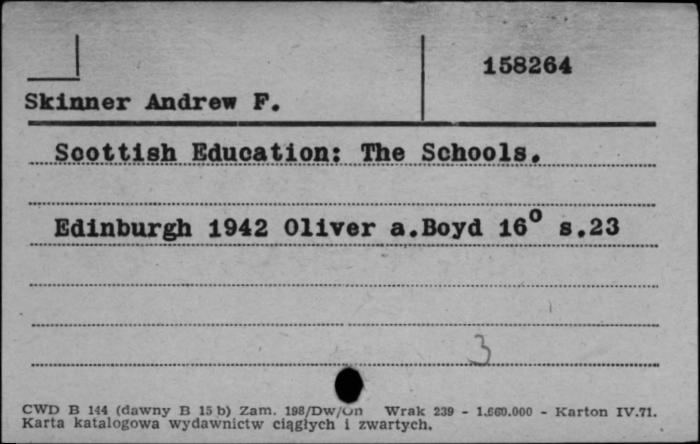 158264
Skinner Andrew F.
Scottish Education: The Schools.
Edinburgh 1942 Oliver a.Boyd 16° s.23
3
CWD B 144 (dawny B 15 b) Zam. 198/Dw/On Wrak 239 - 1.660.000 - Karton IV.71.
Karta katalogowa wydawnictw ciągłych i zwartych.